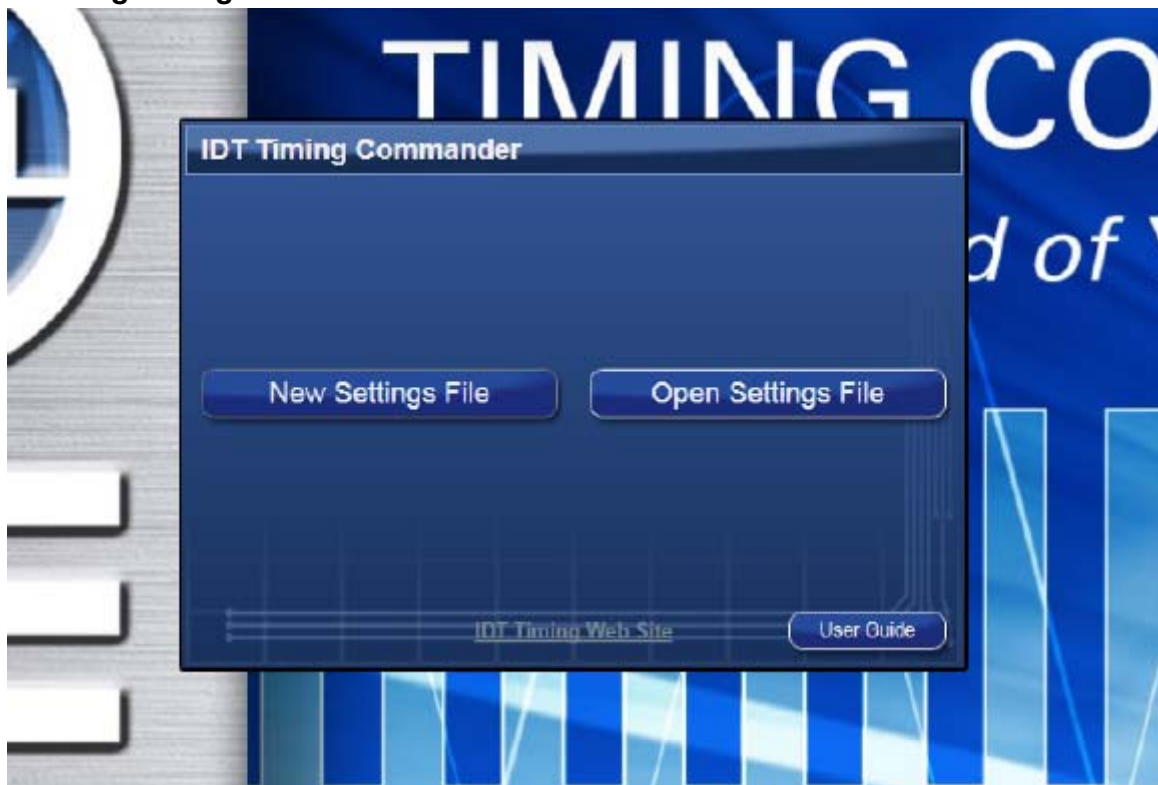 TIMING CO
IDT Timing Commander
d of
New Settings File
Open Settings File
IDT Timing Web Site
User Guide